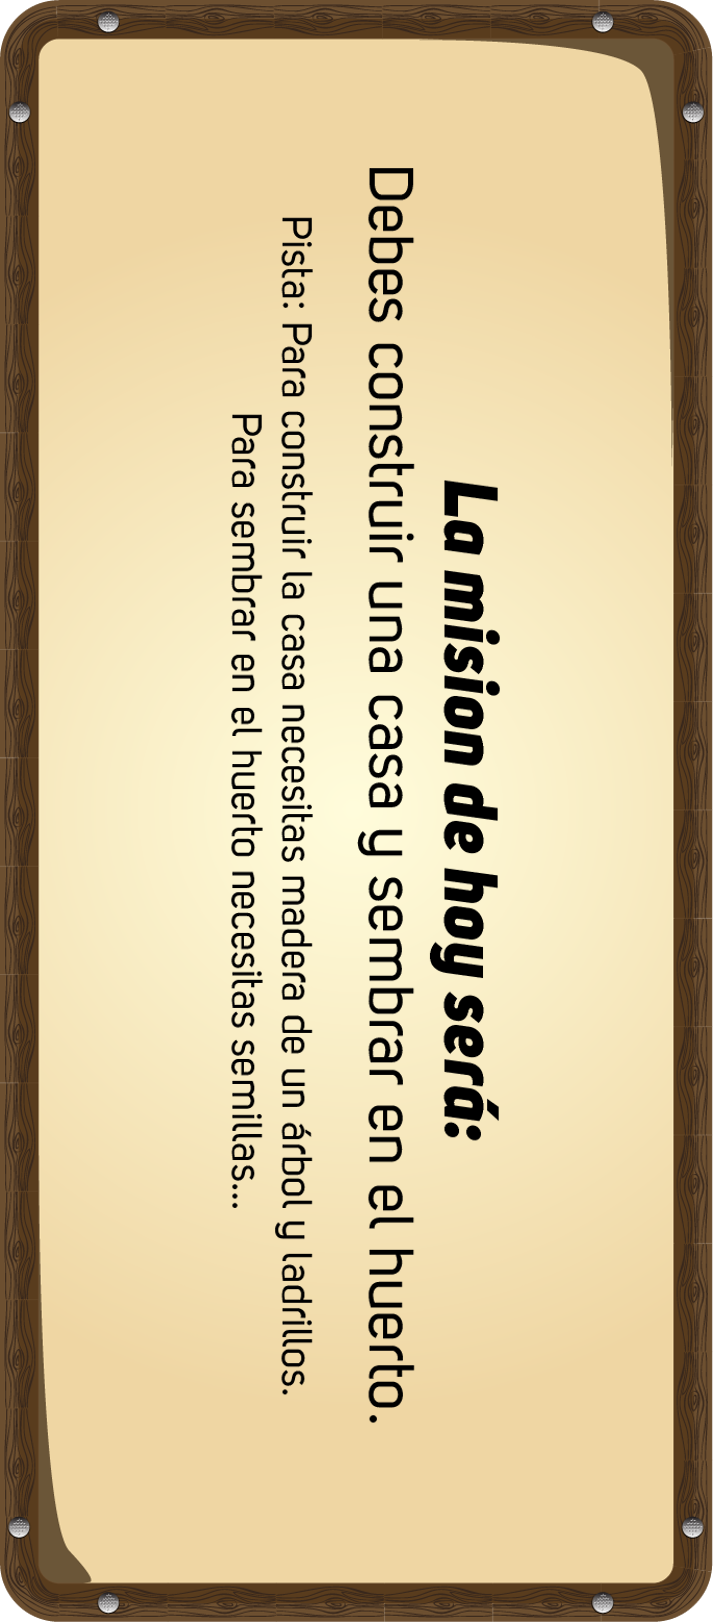 La mision de hoy será:
Debes construir una casa y sembrar en el huerto.
Pista: Para construir la casa necesitas madera de un árbol y ladrillos.
Para sembrar en el huerto necesitas semillas...